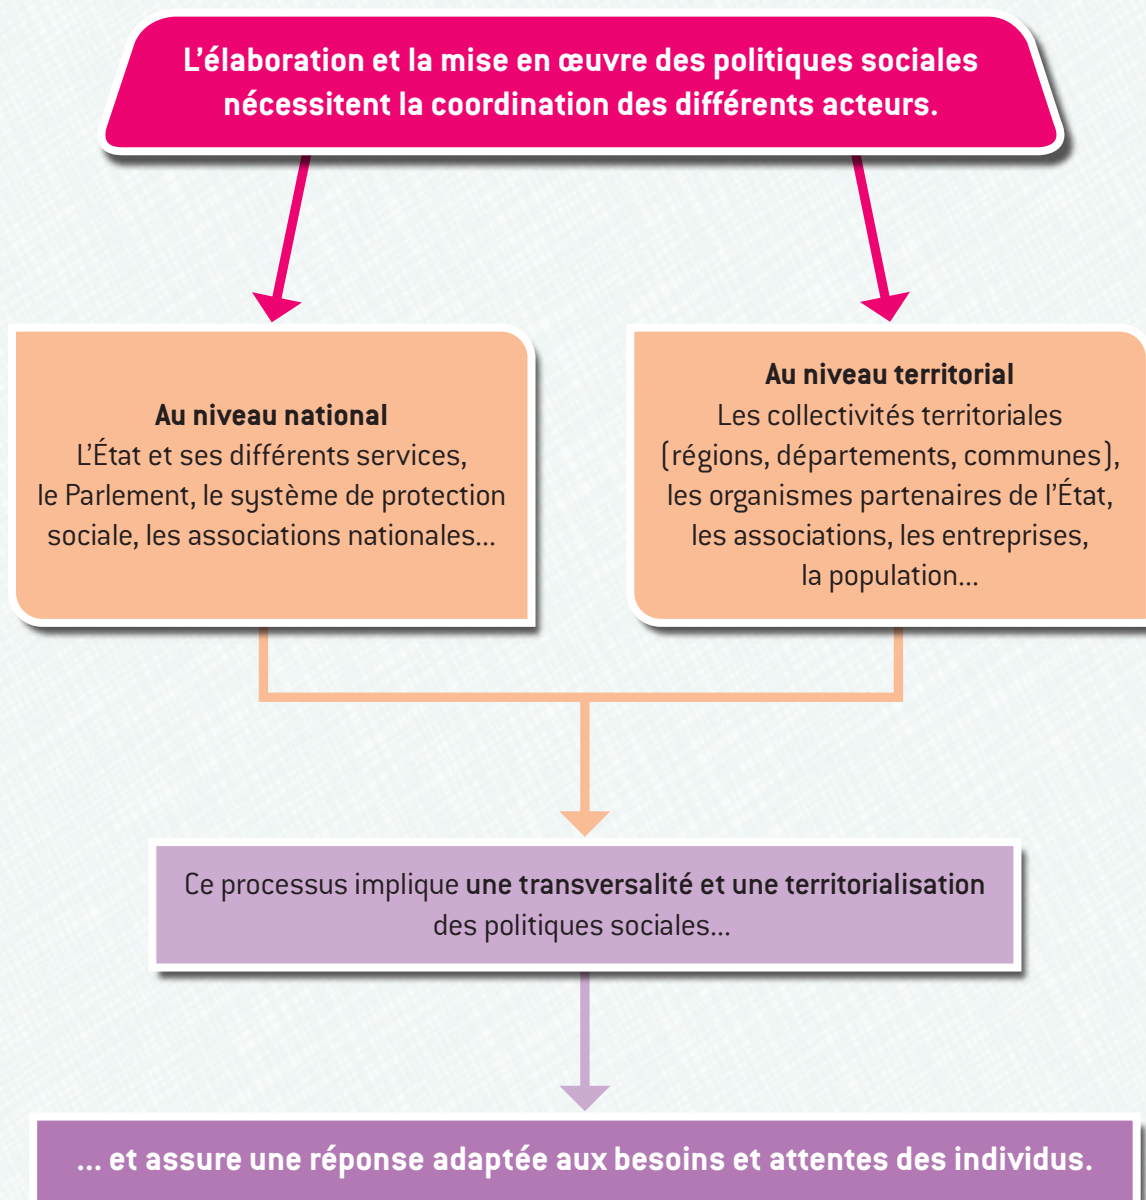 L’élaboration et la mise en œuvre des politiques sociales
nécessitent la coordination des différents acteurs.
Au niveau national
L’État et ses différents services,
le Parlement, le système de protection
sociale, les associations nationales...
Au niveau territorial
Les collectivités territoriales
(régions, départements, communes),
les organismes partenaires de l’État,
les associations, les entreprises,
la population...
Ce processus implique une transversalité et une territorialisation
des politiques sociales...
... et assure une réponse adaptée aux besoins et attentes des individus.